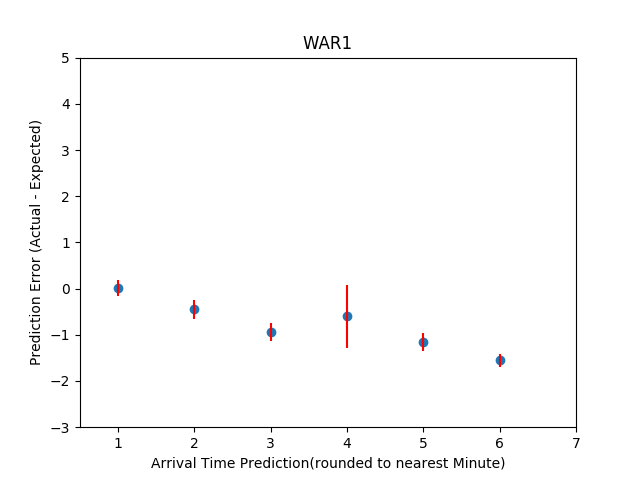 WAR1
5
4
3
2
1
0
−1
−2
−3
Prediction Error (Actual - Expected)
1 2 3 4 5 6 7
Arrival Time Prediction(rounded to nearest Minute)